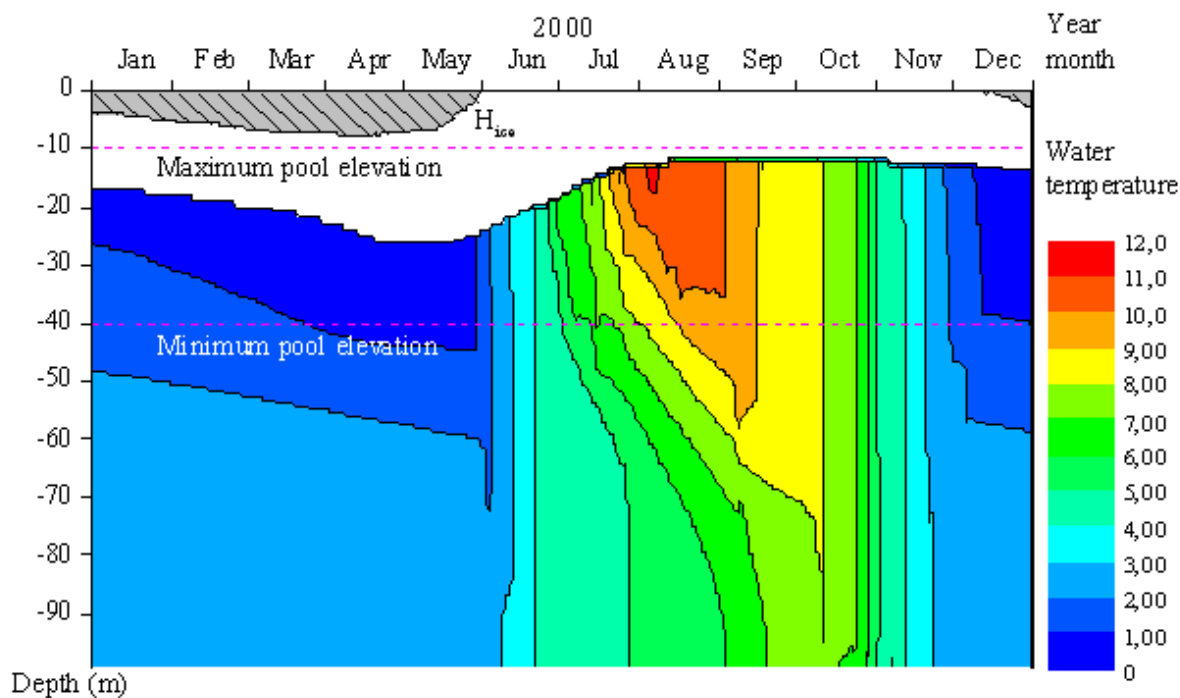 2000
Year
Jan Feb Mar Apr May Jun Jul Aug Sep Oct Nov Dec
month
0
H_ice
-10
Maximum pool elevation
Water
temperature
-20
12,0
-30
11,0
-40
10,0
Minimum pool elevation
9,00
-50
8,00
-60
7,00
6,00
-70
5,00
4,00
-80
3,00
-90
2,00
1,00
0
Depth (m)